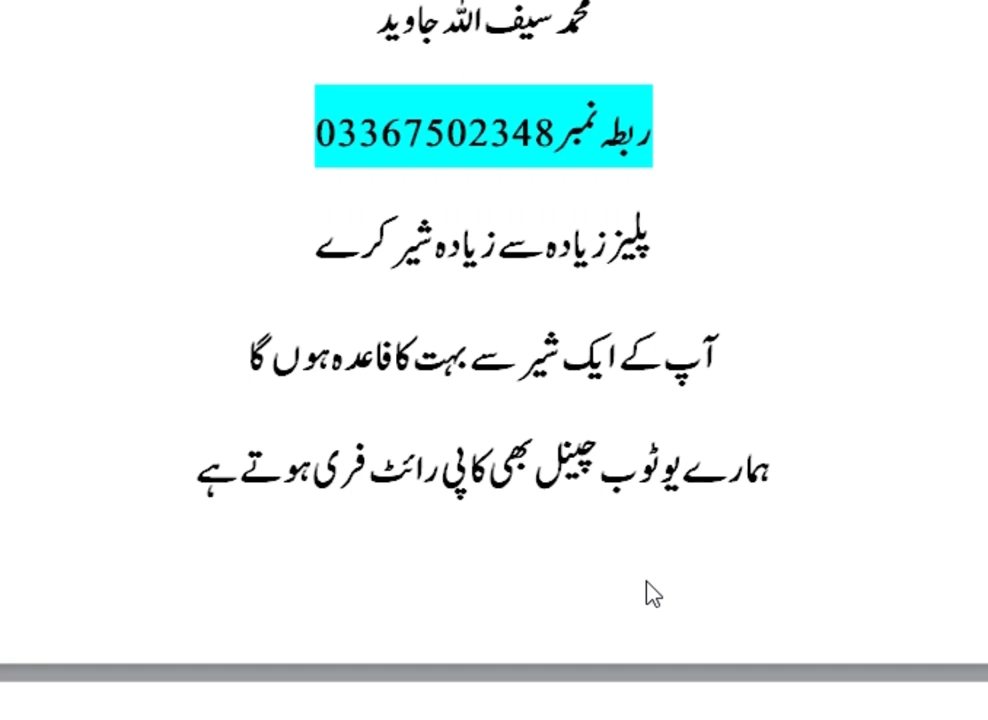 محمد سیف اللہ جاوید
ربطہ نمبر03367502348
پلیز زیادہ سے زیادہ شیر کرے
آپ کے ایک شیر سے بہت کا فاعدہ ہوں گا
ہمارے یوٹوب چینل بھی کاپی رائٹ فری ہوتے ہے